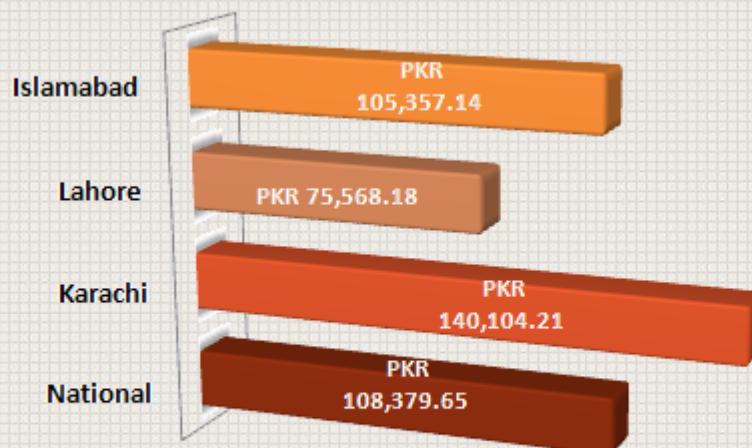 Islamabad
PKR
105,357.14
Lahore
PKR 75,568.18
Karachi
PKR
140,104.21
National
PKR
108,379.65